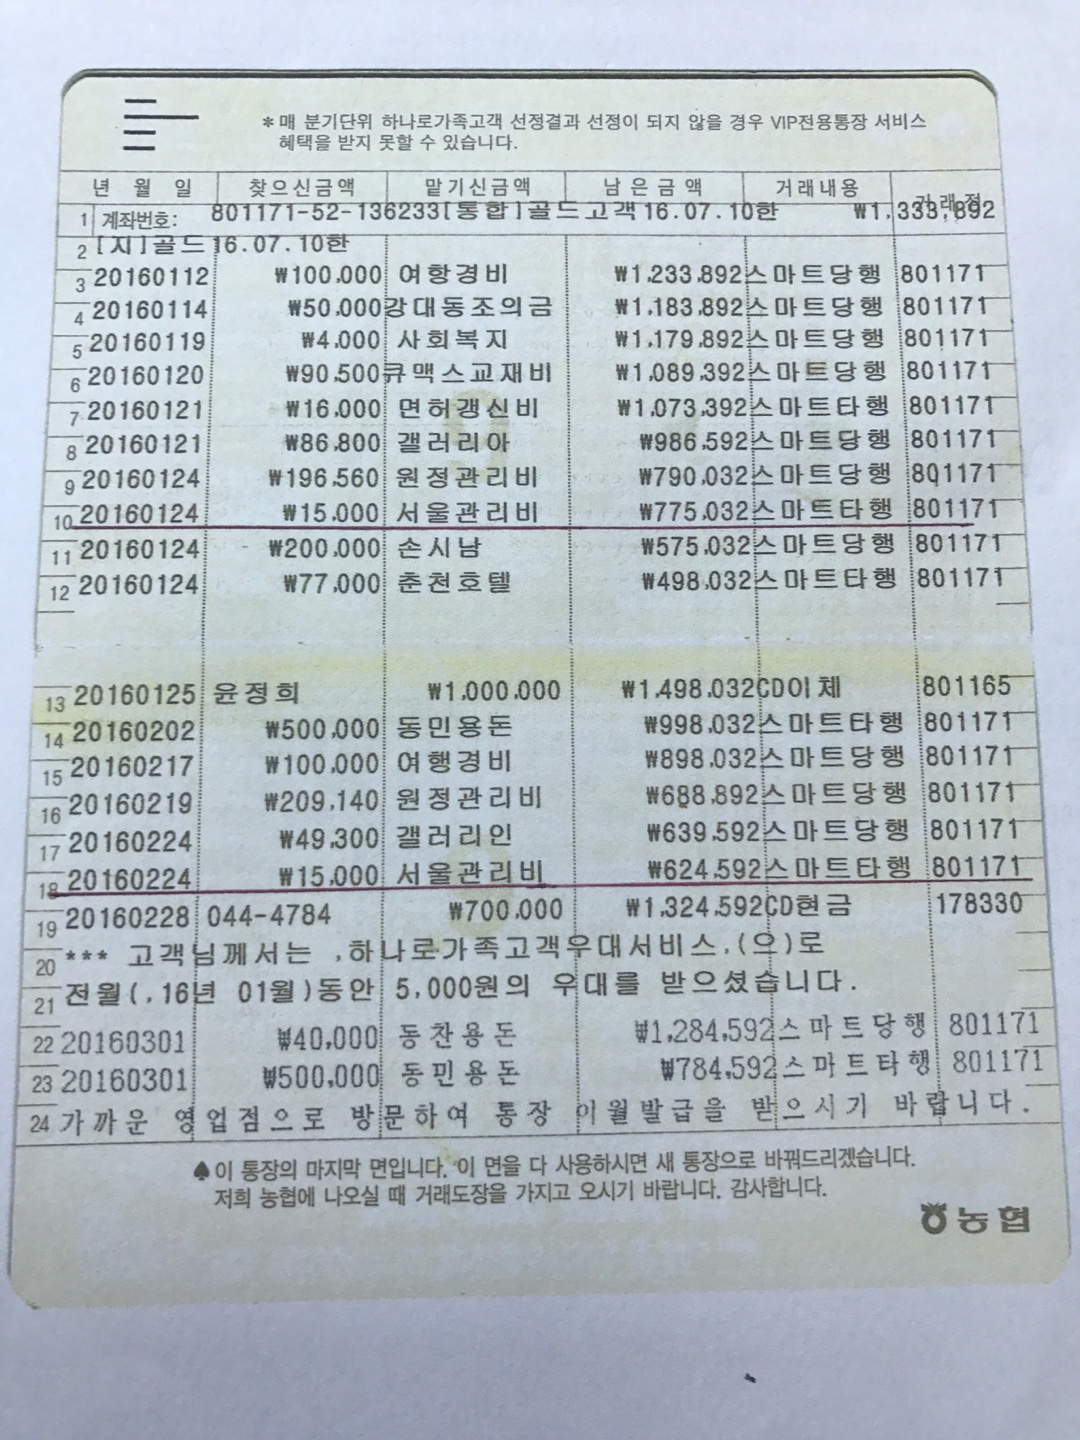 * 매 분기단위 하나로가족고객 선정결과 선정이 되지 않을 경우 VIP전용통장 서비스
혜택을 받지 못할 수 있습니다.
년 월 일 찾으신금액 맡기신금액 남은금액 거래내용 거래점
1 계좌번호: 801171-52-136233[통합]골드고객16.07.10한 ₩1,333,892
2 [지]골드16.07.10한
3 20160112 ₩100,000 여항경비 ₩1,233,892 스마트당행 801171
4 20160114 ₩50,000 강대동조의금 ₩1,183,892 스마트당행 801171
5 20160119 ₩4,000 사회복지 ₩1,179,892 스마트당행 801171
6 20160120 ₩90,500 큐맥스교재비 ₩1,089,392 스마트당행 801171
7 20160121 ₩16,000 면허갱신비 ₩1,073,392 스마트타행 801171
8 20160121 ₩86,800 갤러리아 ₩986,592 스마트당행 801171
9 20160124 ₩196,560 원정관리비 ₩790,032 스마트당행 801171
10 20160124 ₩15,000 서울관리비 ₩775,032 스마트타행 801171
11 20160124 ₩200,000 손시남 ₩575,032 스마트당행 801171
12 20160124 ₩77,000 춘천호텔 ₩498,032 스마트타행 801171
13 20160125 윤정희 ₩1,000,000 ₩1,498,032 CD이체 801165
14 20160202 ₩500,000 동민용돈 ₩998,032 스마트타행 801171
15 20160217 ₩100,000 여행경비 ₩898,032 스마트당행 801171
16 20160219 ₩209,140 원정관리비 ₩688,892 스마트당행 801171
17 20160224 ₩49,300 갤러리인 ₩639,592 스마트당행 801171
18 20160224 ₩15,000 서울관리비 ₩624,592 스마트타행 801171
19 20160228 044-4784 ₩700,000 ₩1,324,592 CD현금 178330
20 *** 고객님께서는 ,하나로가족고객우대서비스,(으)로
21 전월(,16년 01월)동안 5,000원의 우대를 받으셨습니다.
22 20160301 ₩40,000 동찬용돈 ₩1,284,592 스마트당행 801171
23 20160301 ₩500,000 동민용돈 ₩784,592 스마트타행 801171
24 가까운 영업점으로 방문하여 통장 이월발급을 받으시기 바랍니다.
♠ 이 통장의 마지막 면입니다. 이 면을 다 사용하시면 새 통장으로 바꿔드리겠습니다.
저희 농협에 나오실 때 거래도장을 가지고 오시기 바랍니다. 감사합니다.
농협